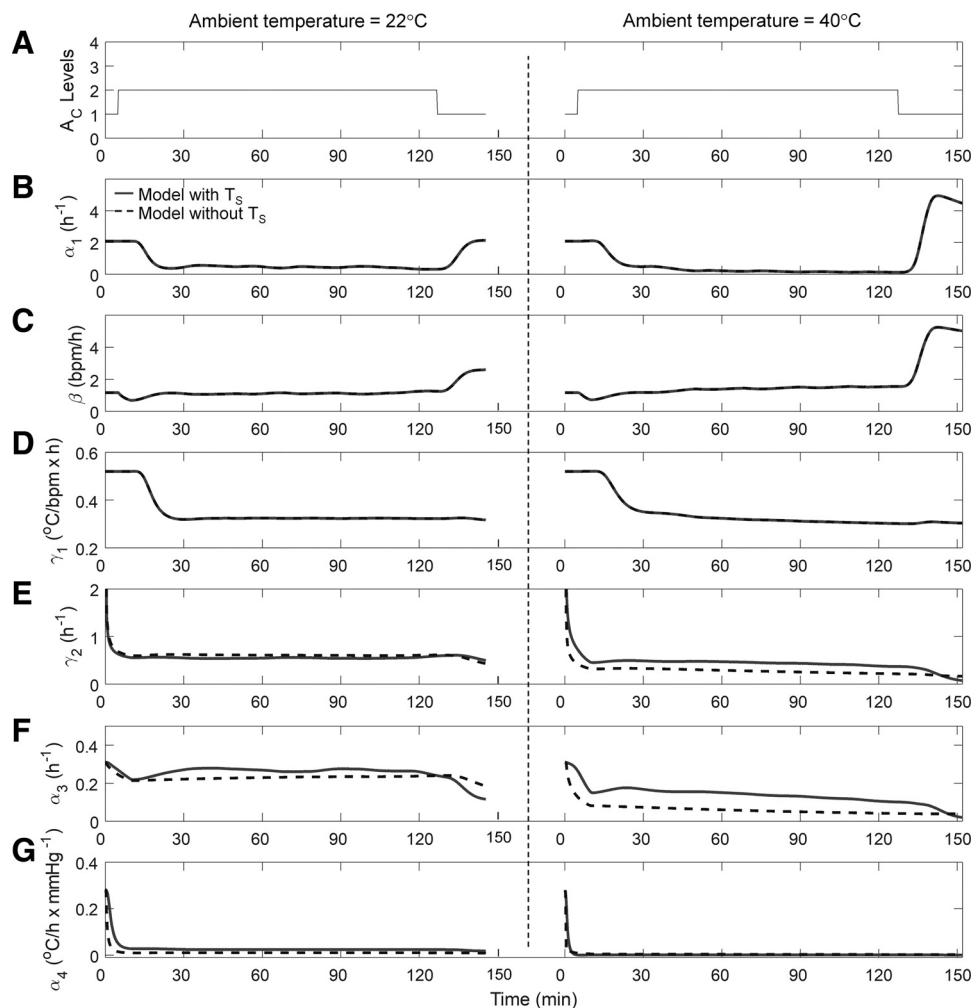 Ambient temperature = 22°C
Ambient temperature = 40°C
A
A_C Levels
4
3
2
1
0
0 30 60 90 120 150
0 30 60 90 120 150
B
α₁ (h⁻¹)
Model with T_S
Model without T_S
4
2
0
0 30 60 90 120 150
0 30 60 90 120 150
C
β (bpm/h)
4
2
0
0 30 60 90 120 150
0 30 60 90 120 150
D
γ₁ (°C/bpm x h)
0.6
0.4
0.2
0 30 60 90 120 150
0 30 60 90 120 150
E
γ₂ (h⁻¹)
2
1
0
0 30 60 90 120 150
0 30 60 90 120 150
F
α₃ (h⁻¹)
0.4
0.2
0
0 30 60 90 120 150
0 30 60 90 120 150
G
α₄ (°C/h x mmHg⁻¹)
0.4
0.2
0
0 30 60 90 120 150
0 30 60 90 120 150
Time (min)